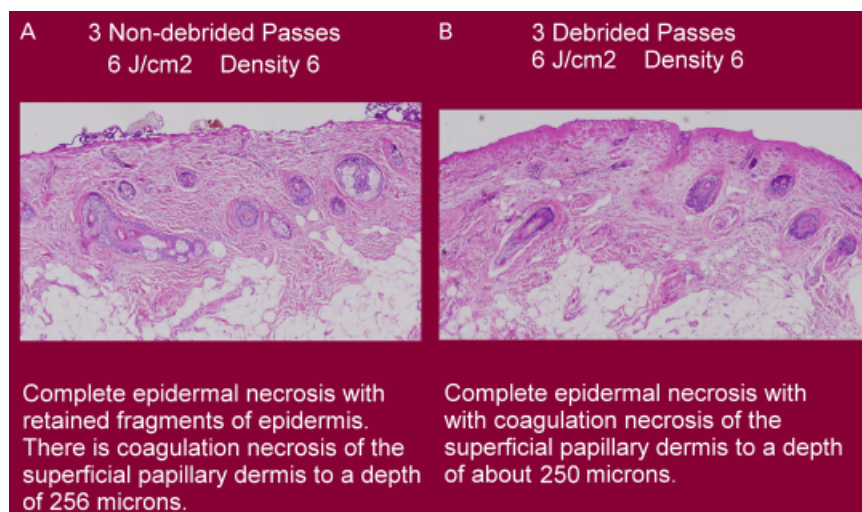 A
3 Non-debrided Passes
6 J/cm2 Density 6
Complete epidermal necrosis with
retained fragments of epidermis.
There is coagulation necrosis of the
superficial papillary dermis to a depth
of 256 microns.
B
3 Debrided Passes
6 J/cm2 Density 6
Complete epidermal necrosis with
with coagulation necrosis of the
superficial papillary dermis to a depth
of about 250 microns.